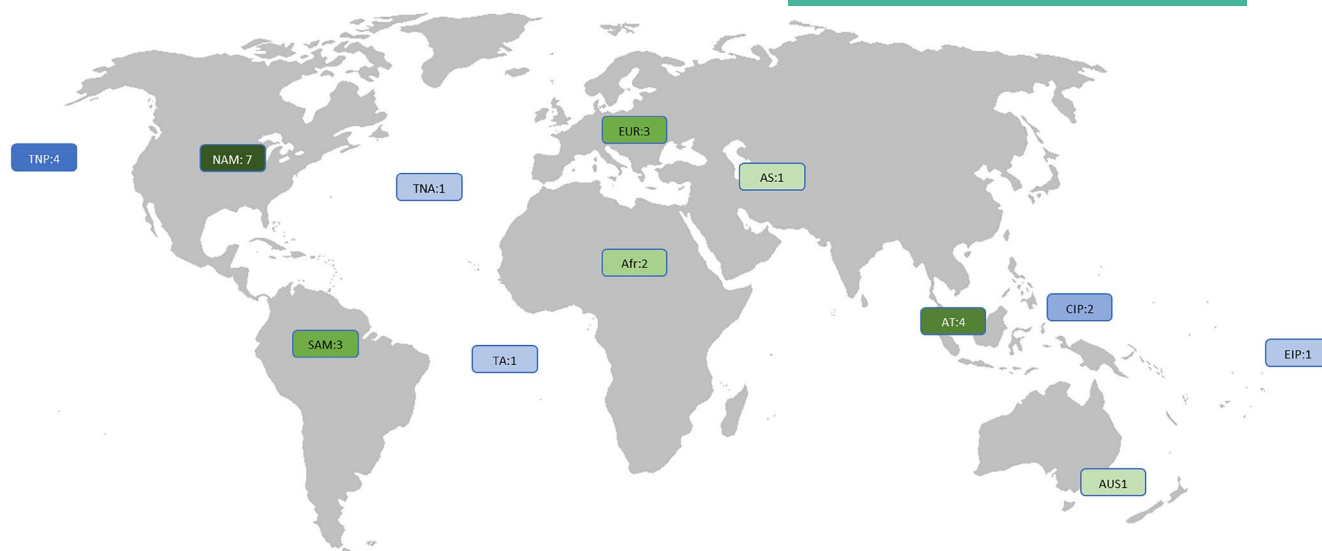 TNP:4
NAM: 7
TNA:1
EUR:3
AS:1
Afr:2
SAM:3
TA:1
AT:4
CIP:2
EIP:1
AUS1